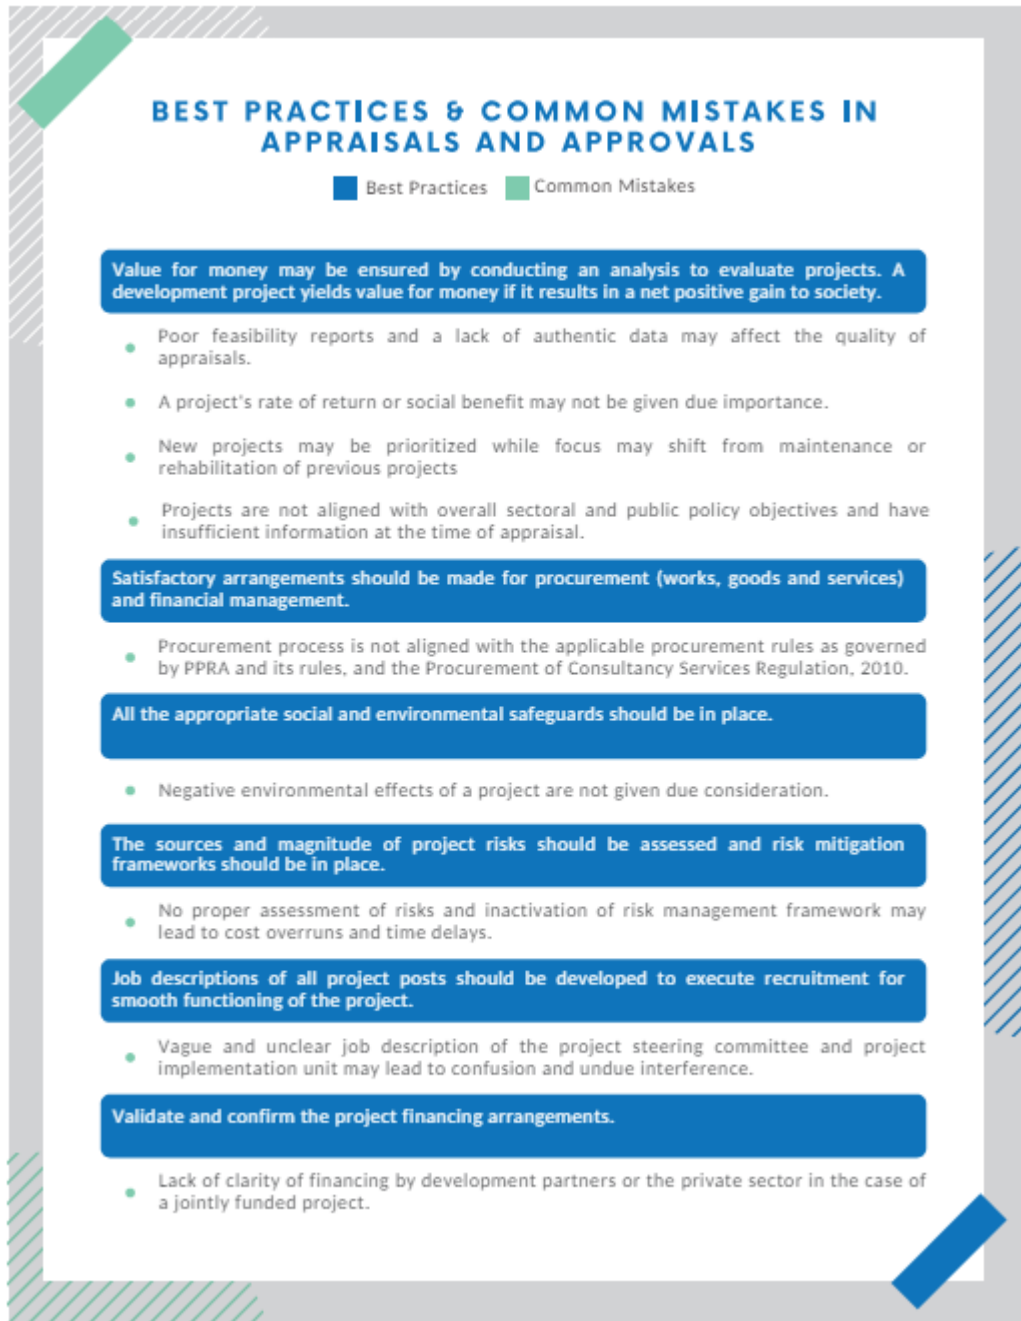 BEST PRACTICES & COMMON MISTAKES IN
APPRAISALS AND APPROVALS
Best Practices
Common Mistakes
Value for money may be ensured by conducting an analysis to evaluate projects. A
development project yields value for money if it results in a net positive gain to society.
Poor feasibility reports and a lack of authentic data may affect the quality of
appraisals.
A project's rate of return or social benefit may not be given due importance.
New projects may be prioritized while focus may shift from maintenance or
rehabilitation of previous projects
Projects are not aligned with overall sectoral and public policy objectives and have
insufficient information at the time of appraisal.
Satisfactory arrangements should be made for procurement (works, goods and services)
and financial management.
Procurement process is not aligned with the applicable procurement rules as governed
by PPRA and its rules, and the Procurement of Consultancy Services Regulation, 2010.
All the appropriate social and environmental safeguards should be in place.
Negative environmental effects of a project are not given due consideration.
The sources and magnitude of project risks should be assessed and risk mitigation
frameworks should be in place.
No proper assessment of risks and inactivation of risk management framework may
lead to cost overruns and time delays.
Job descriptions of all project posts should be developed to execute recruitment for
smooth functioning of the project.
Vague and unclear job description of the project steering committee and project
implementation unit may lead to confusion and undue interference.
Validate and confirm the project financing arrangements.
Lack of clarity of financing by development partners or the private sector in the case of
a jointly funded project.